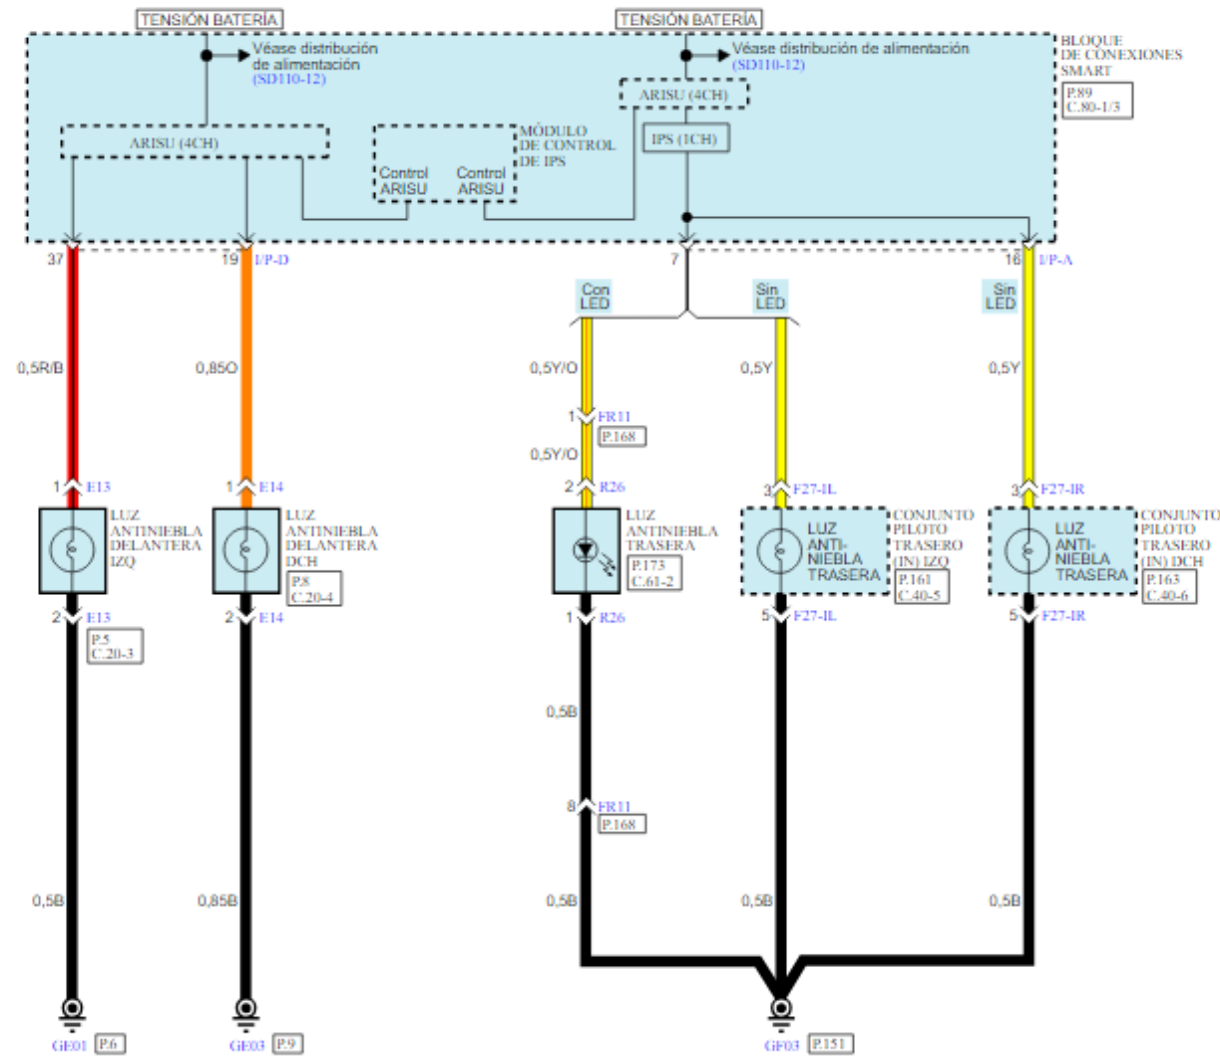 TENSIÓN BATERÍA
TENSIÓN BATERÍA
Véase distribución
de alimentación
(SD110-12)
Véase distribución de alimentación
(SD110-12)
BLOQUE
DE CONEXIONES
SMART
P.89
C.80-1/3
ARISU (4CH)
ARISU (4CH)
IPS (1CH)
MÓDULO
DE CONTROL
DE IPS
Control
ARISU
Control
ARISU
37
19
I/P-D
7
16
I/P-A
Con
LED
Sin
LED
Sin
LED
0,5R/B
0,85O
0,5Y/O
0,5Y
0,5Y
1
FR11
P.168
0,5Y/O
1
E13
1
E14
2
R26
3
F27-IL
3
F27-IR
LUZ
ANTINIEBLA
DELANTERA
IZQ
LUZ
ANTINIEBLA
DELANTERA
DCH
P.8
C.20-4
LUZ
ANTINIEBLA
TRASERA
P.173
C.61-2
LUZ
ANTI-
NIEBLA
TRASERA
CONJUNTO
PILOTO
TRASERO
(IN) IZQ
P.161
C.40-5
LUZ
ANTI-
NIEBLA
TRASERA
CONJUNTO
PILOTO
TRASERO
(IN) DCH
P.163
C.40-6
2
E13
P.5
C.20-3
2
E14
1
R26
5
F27-IL
5
F27-IR
0,5B
8
FR11
P.168
0,5B
0,85B
0,5B
0,5B
0,5B
GE01
P.6
GE03
P.9
GF03
P.151